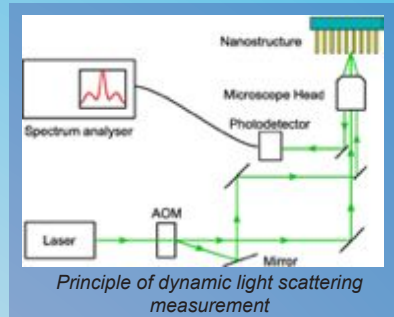 Nanostructure
Microscope Head
Photodetector
Spectrum analyser
AOM
Laser
Mirror
Principle of dynamic light scattering
measurement